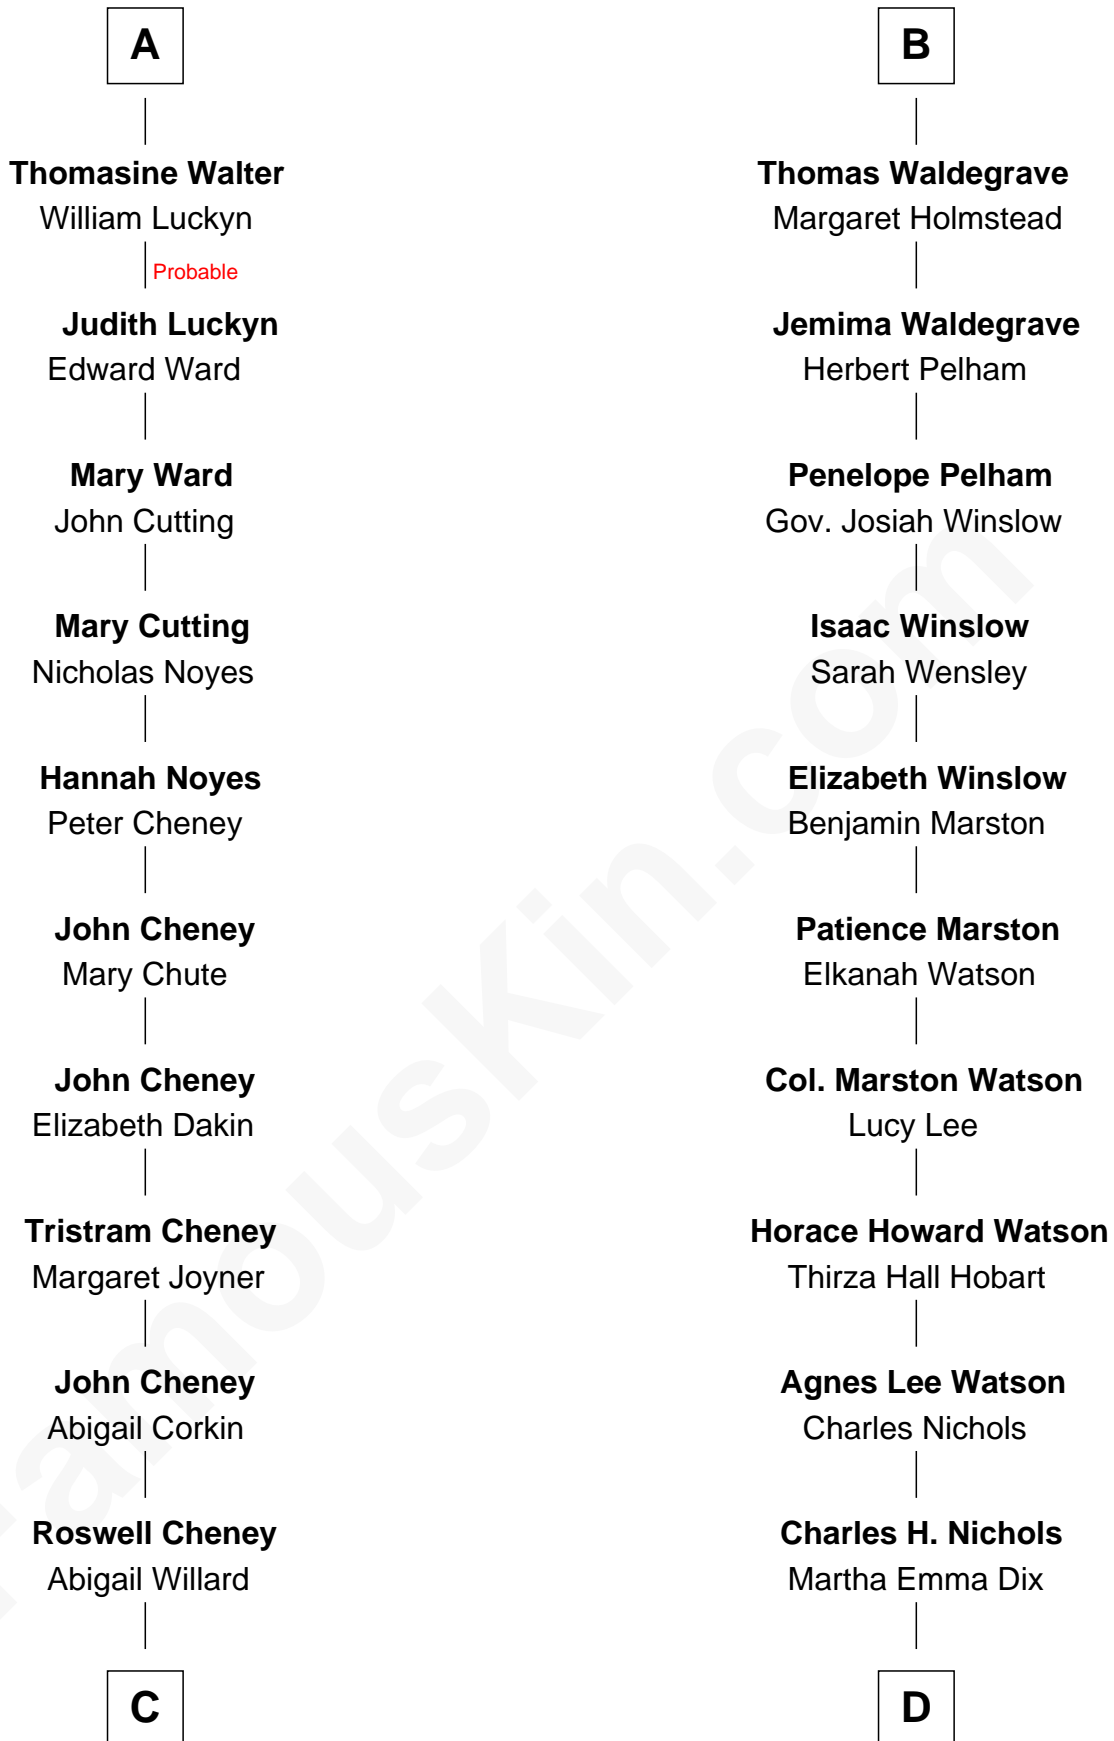 A
Thomasine Walter
William Luckyn
Probable
Judith Luckyn
Edward Ward
Mary Ward
John Cutting
Mary Cutting
Nicholas Noyes
Hannah Noyes
Peter Cheney
John Cheney
Mary Chute
John Cheney
Elizabeth Dakin
Tristram Cheney
Margaret Joyner
John Cheney
Abigail Corkin
Roswell Cheney
Abigail Willard
C
B
Thomas Waldegrave
Margaret Holmstead
Jemima Waldegrave
Herbert Pelham
Penelope Pelham
Gov. Josiah Winslow
Isaac Winslow
Sarah Wensley
Elizabeth Winslow
Benjamin Marston
Patience Marston
Elkanah Watson
Col. Marston Watson
Lucy Lee
Horace Howard Watson
Thirza Hall Hobart
Agnes Lee Watson
Charles Nichols
Charles H. Nichols
Martha Emma Dix
D
FamousKin.com